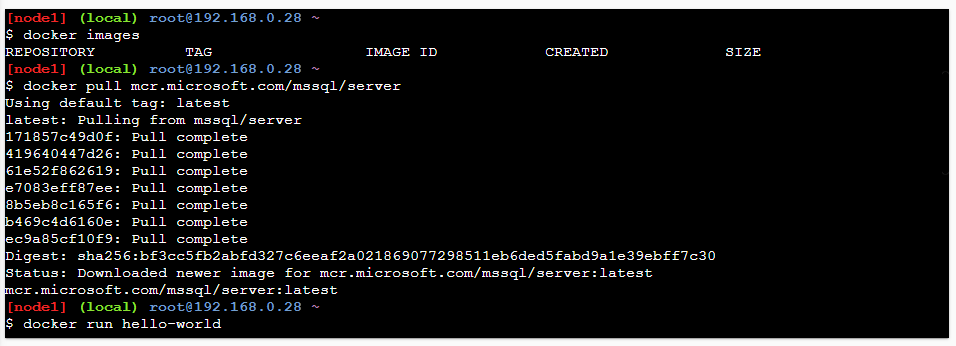 [node1] (local) root@192.168.0.28 ~
$ docker images
REPOSITORY          TAG                 IMAGE ID            CREATED             SIZE
[node1] (local) root@192.168.0.28 ~
$ docker pull mcr.microsoft.com/mssql/server
Using default tag: latest
latest: Pulling from mssql/server
171857c49d0f: Pull complete
419640447d26: Pull complete
61e52f862619: Pull complete
e7083eff87ee: Pull complete
8b5eb8c165f6: Pull complete
b469c4d6160e: Pull complete
ec9a85cf10f9: Pull complete
Digest: sha256:bf3cc5fb2abfd327c6eeaf2a021869077298511eb6ded5fabd9a1e39ebff7c30
Status: Downloaded newer image for mcr.microsoft.com/mssql/server:latest
mcr.microsoft.com/mssql/server:latest
[node1] (local) root@192.168.0.28 ~
$ docker run hello-world